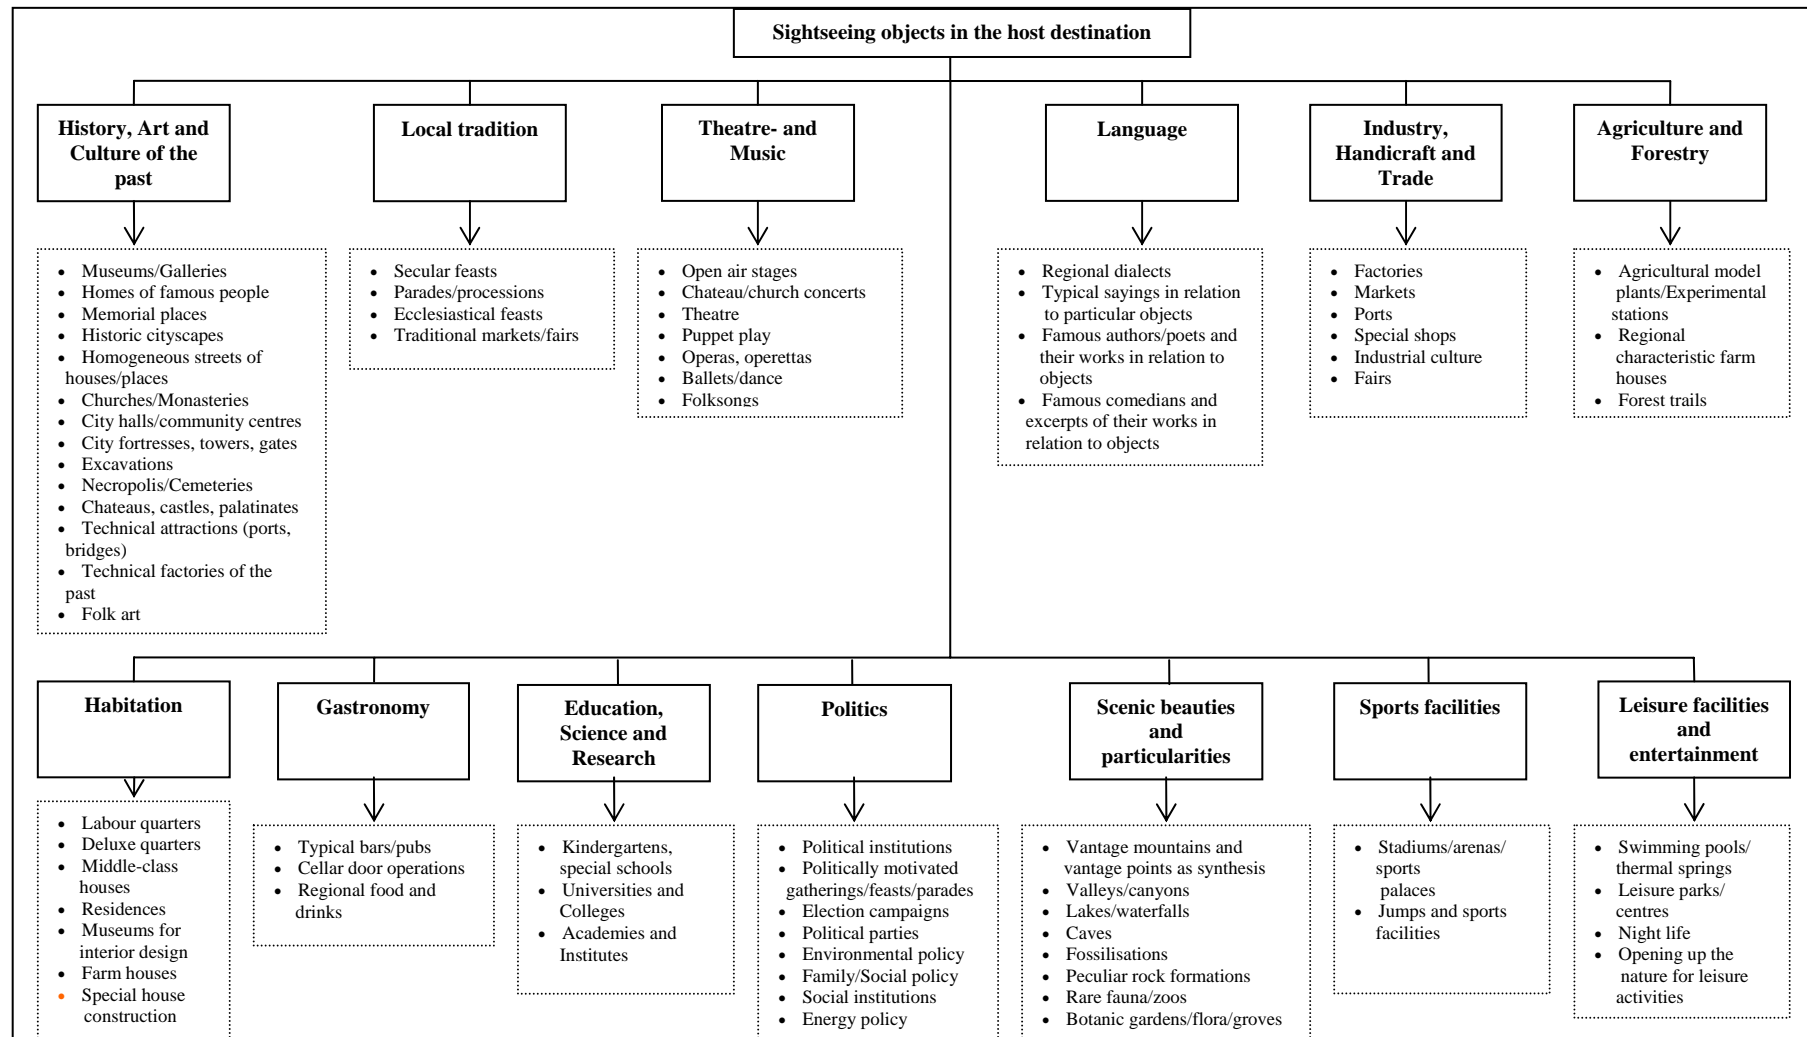 Sightseeing objects in the host destination
History, Art and
Culture of the
past
• Museums/Galleries
• Homes of famous people
• Memorial places
• Historic cityscapes
• Homogeneous streets of
houses/places
• Churches/Monasteries
• City halls/community centres
• City fortresses, towers, gates
• Excavations
• Necropolis/Cemeteries
• Chateaus, castles, palatinates
• Technical attractions (ports,
bridges)
• Technical factories of the
past
• Folk art
Local tradition
• Secular feasts
• Parades/processions
• Ecclesiastical feasts
• Traditional markets/fairs
Theatre- and
Music
• Open air stages
• Chateau/church concerts
• Theatre
• Puppet play
• Operas, operettas
• Ballets/dance
• Folksongs
Language
• Regional dialects
• Typical sayings in relation
to particular objects
• Famous authors/poets and
their works in relation to
objects
• Famous comedians and
excerpts of their works in
relation to objects
Industry,
Handicraft and
Trade
• Factories
• Markets
• Ports
• Special shops
• Industrial culture
• Fairs
Agriculture and
Forestry
• Agricultural model
plants/Experimental
stations
• Regional
characteristic farm
houses
• Forest trails
Habitation
• Labour quarters
• Deluxe quarters
• Middle-class
houses
• Residences
• Museums for
interior design
• Farm houses
• Special house
construction
Gastronomy
• Typical bars/pubs
• Cellar door operations
• Regional food and
drinks
Education,
Science and
Research
• Kindergartens,
special schools
• Universities and
Colleges
• Academies and
Institutes
Politics
• Political institutions
• Politically motivated
gatherings/feasts/parades
• Election campaigns
• Political parties
• Environmental policy
• Family/Social policy
• Social institutions
• Energy policy
Scenic beauties
and
particularities
• Vantage mountains and
vantage points as synthesis
• Valleys/canyons
• Lakes/waterfalls
• Caves
• Fossilisations
• Peculiar rock formations
• Rare fauna/zoos
• Botanic gardens/flora/groves
Sports facilities
• Stadiums/arenas/
sports
palaces
• Jumps and sports
facilities
Leisure facilities
and
entertainment
• Swimming pools/
thermal springs
• Leisure parks/
centres
• Night life
• Opening up the
nature for leisure
activities